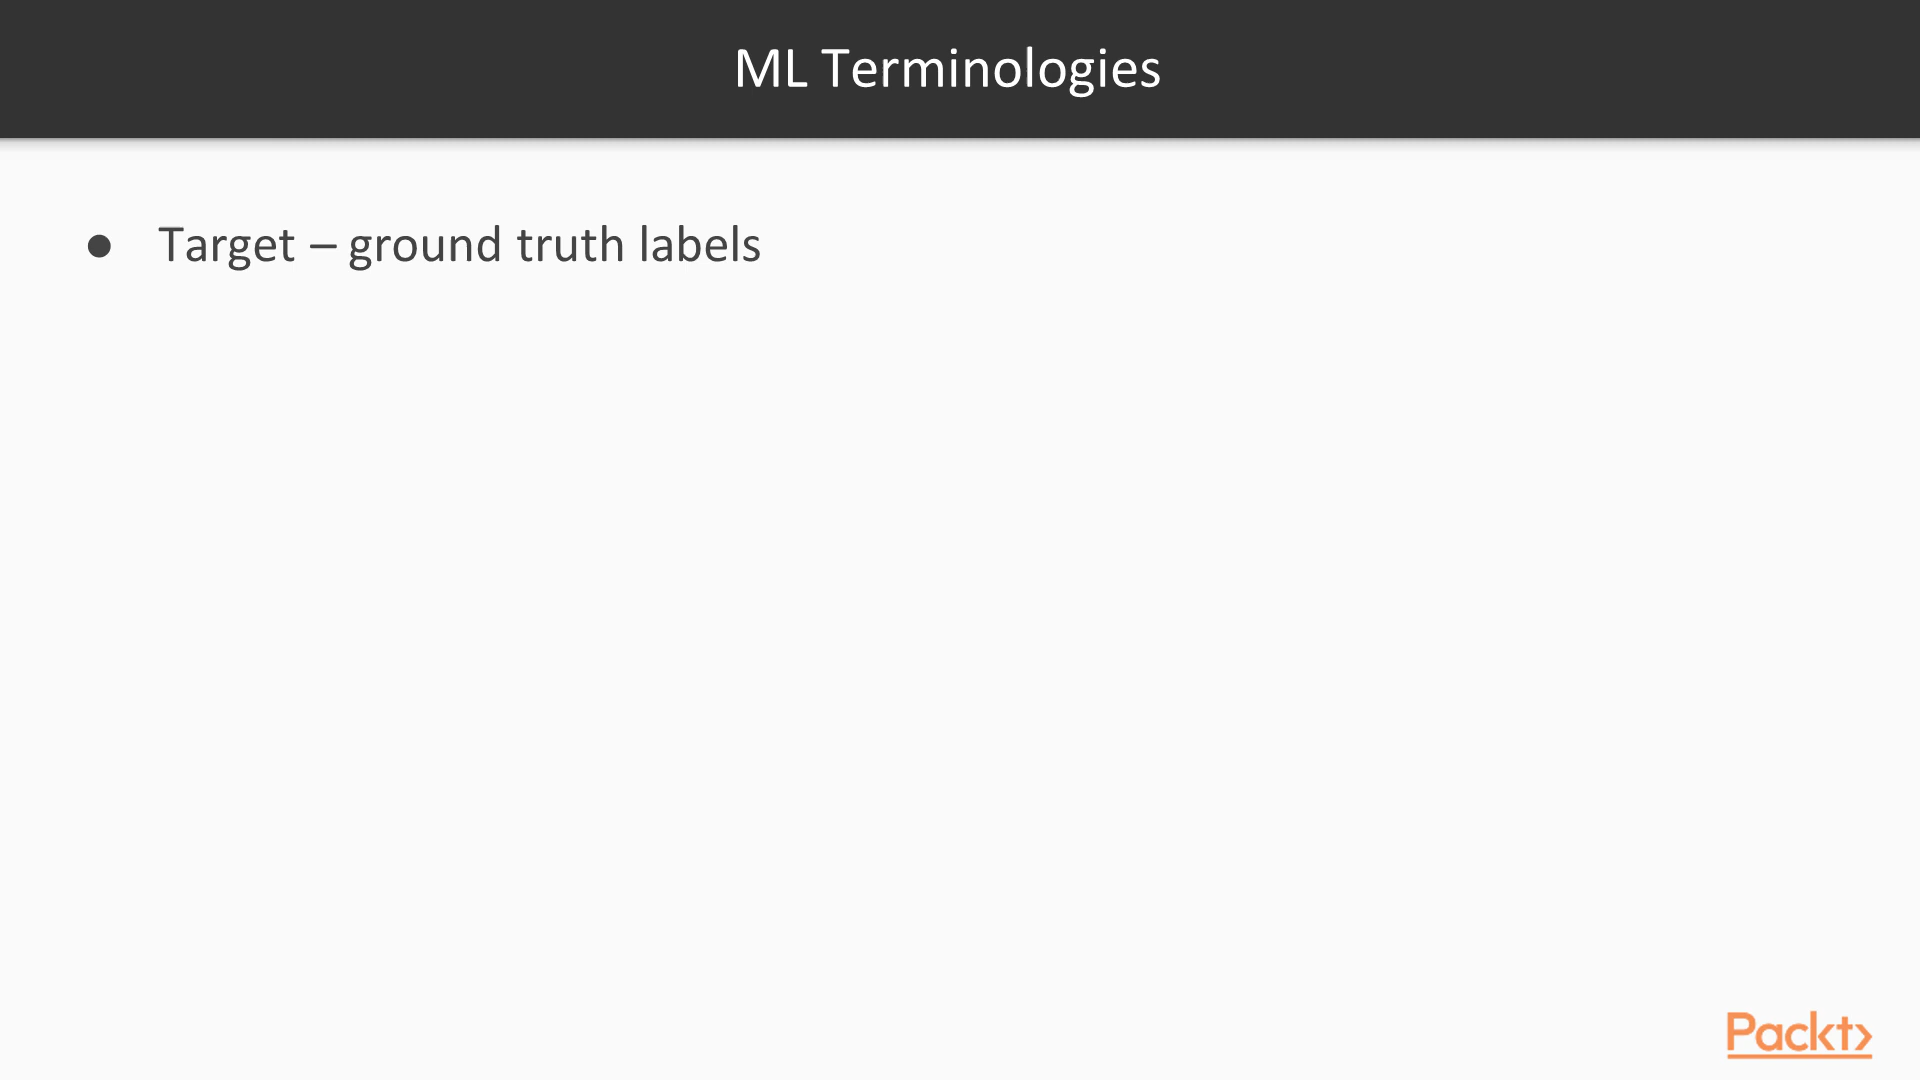 ML Terminologies
● Target – ground truth labels
Packt>